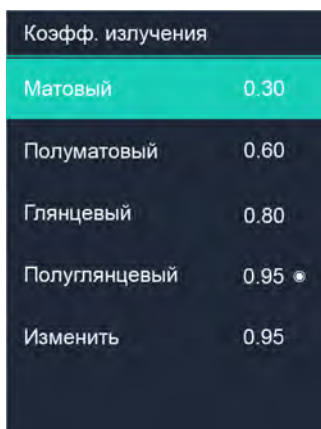 Коэфф. излучения
Матовый 0.30
Полуматовый 0.60
Глянцевый 0.80
Полуглянцевый 0.95
Изменить 0.95